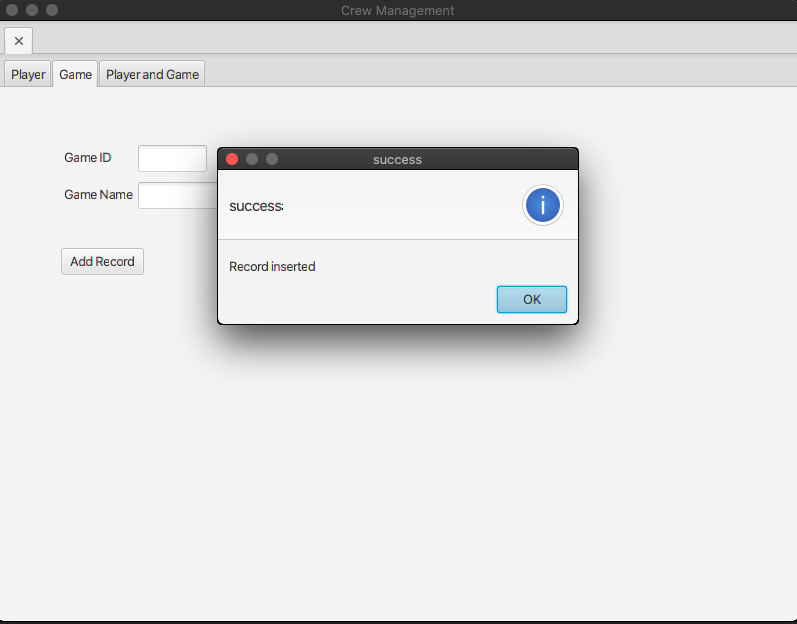 Crew Management
Player Game Player and Game
Game ID
Game Name
Add Record
success
success:
Record inserted
OK